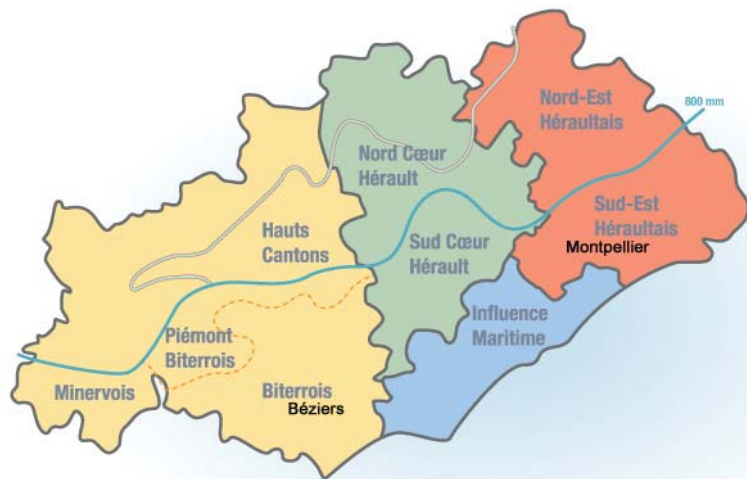 Nord-Est
Héraultais
800 mm
Nord Cœur
Hérault
Sud-Est
Héraultais
Montpellier
Hauts
Cantons
Sud Cœur
Hérault
Influence
Maritime
Piémont
Biterrois
Minervois
Biterrois
Béziers